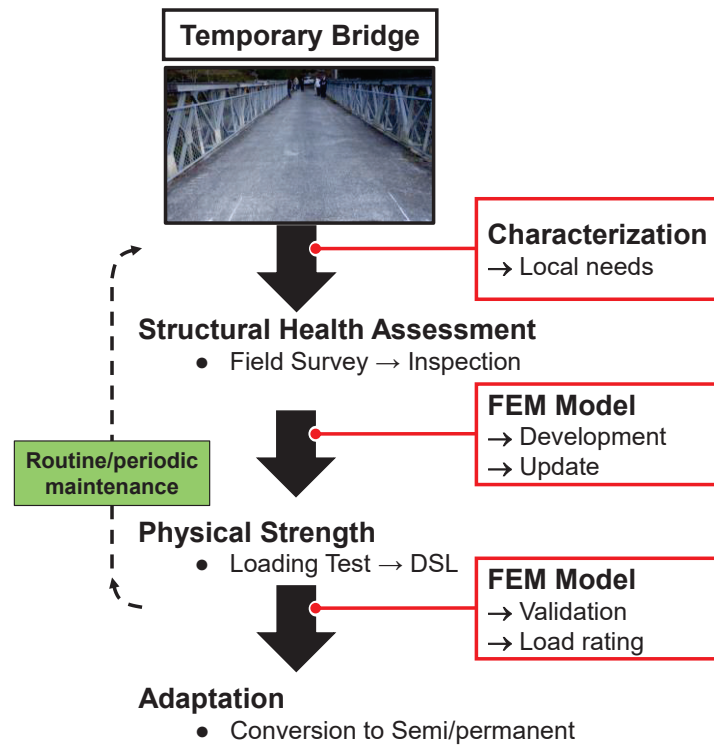 Temporary Bridge
Characterization
→ Local needs
Structural Health Assessment
● Field Survey → Inspection
FEM Model
→ Development
→ Update
Routine/periodic
maintenance
Physical Strength
● Loading Test → DSL
FEM Model
→ Validation
→ Load rating
Adaptation
● Conversion to Semi/permanent